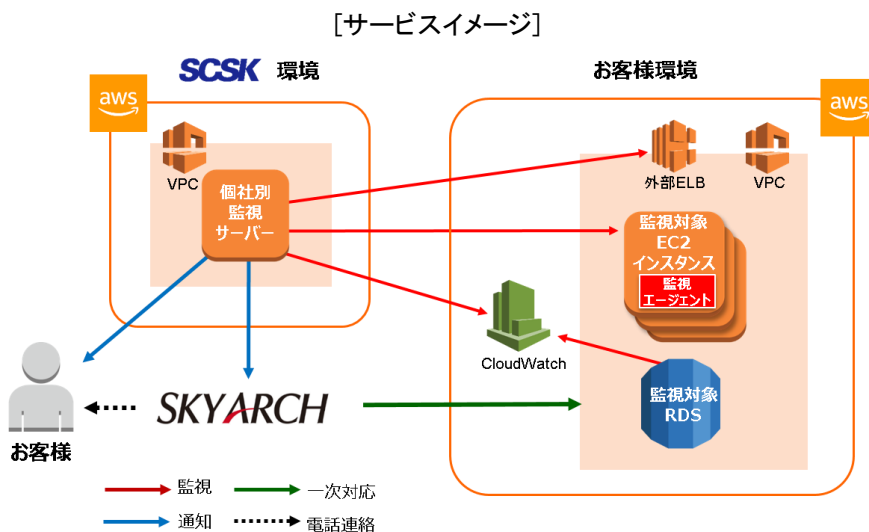 [サービスイメージ]
SCSK 環境
お客様環境
aws
aws
VPC
個社別
監視
サーバー
外部ELB
VPC
監視対象
EC2
インスタンス
監視
エージェント
CloudWatch
監視対象
RDS
お客様
SKYARCH
監視
一次対応
通知
電話連絡